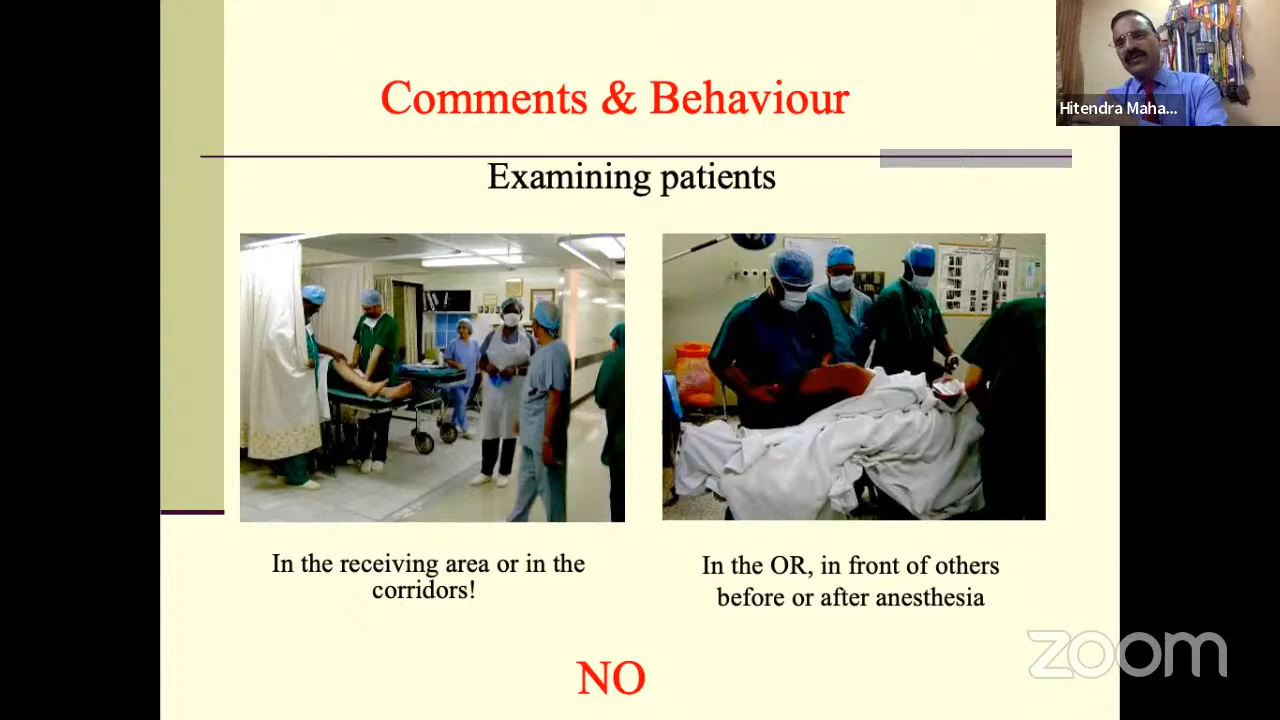 Comments & Behaviour
Hitendra Maha...
Examining patients
In the receiving area or in the
corridors!
In the OR, in front of others
before or after anesthesia
NO
zoom